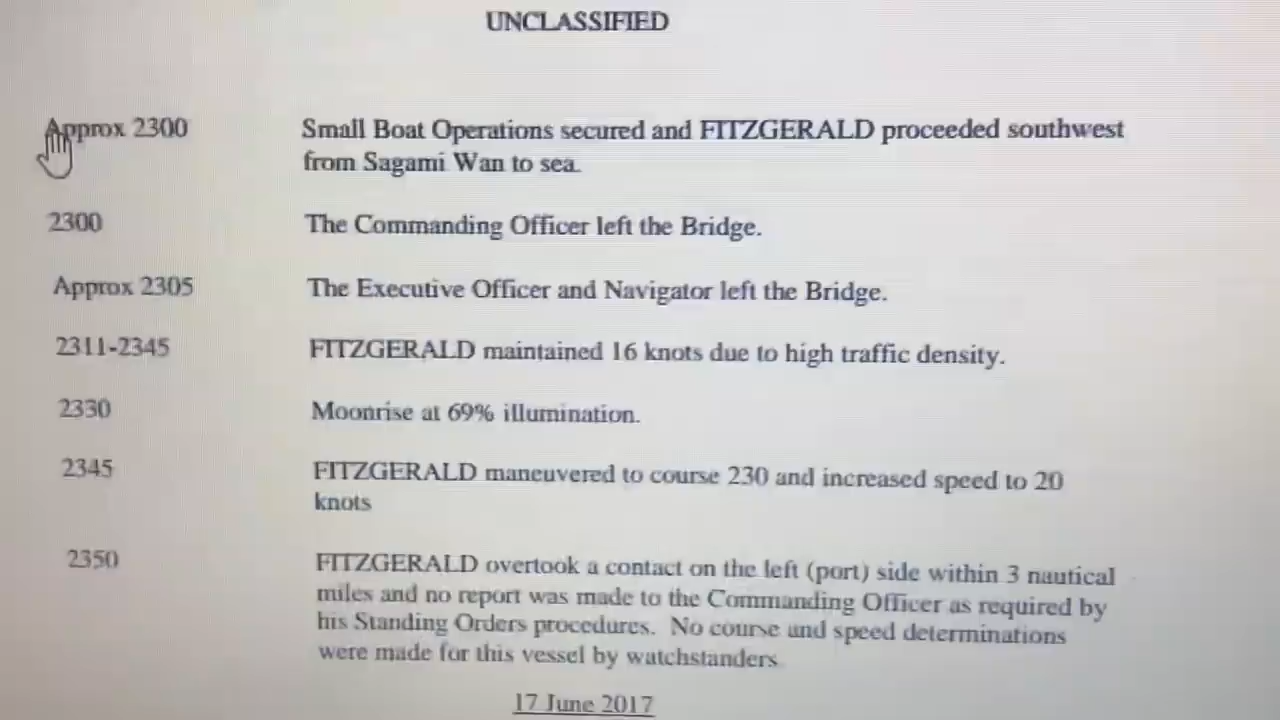 UNCLASSIFIED
Approx 2300 Small Boat Operations secured and FITZGERALD proceeded southwest
from Sagami Wan to sea.
2300 The Commanding Officer left the Bridge.
Approx 2305 The Executive Officer and Navigator left the Bridge.
2311-2345 FITZGERALD maintained 16 knots due to high traffic density.
2330 Moonrise at 69% illumination.
2345 FITZGERALD maneuvered to course 230 and increased speed to 20
knots
2350 FITZGERALD overtook a contact on the left (port) side within 3 nautical
miles and no report was made to the Commanding Officer as required by
his Standing Orders procedures. No course and speed determinations
were made for this vessel by watchstanders.
17 June 2017